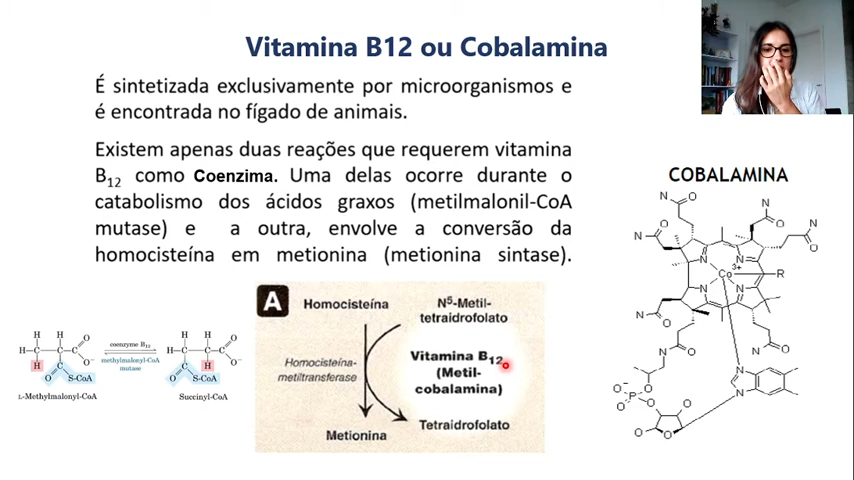 Vitamina B12 ou Cobalamina
É sintetizada exclusivamente por microorganismos e
é encontrada no fígado de animais.
Existem apenas duas reações que requerem vitamina
B12 como Coenzima. Uma delas ocorre durante o
catabolismo dos ácidos graxos (metilmalonil-CoA
mutase) e a outra, envolve a conversão da
homocisteína em metionina (metionina sintase).
H H
H C C C O
H C O-
O S-CoA
L-Methylmalonyl-CoA
coenzyme B12
methylmalonyl-CoA
mutase
H H
H C C C O
C H O-
O S-CoA
Succinyl-CoA
A
Homocisteína
N5-Metil-
tetraidrofolato
Homocisteína-
metiltransferase
Vitamina B12
(Metil-
cobalamina)
Metionina
Tetraidrofolato
COBALAMINA
N O
N O
N O
N O
N N
Co 3+ R
N N
N O
N O
O N
N
O
O- P O
O O
N N
O O
O